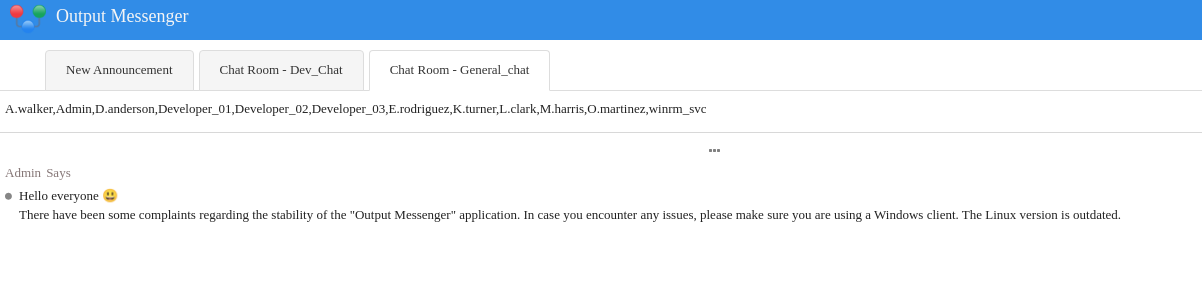 Output Messenger
New Announcement
Chat Room - Dev_Chat
Chat Room - General_chat
A.walker,Admin,D.anderson,Developer_01,Developer_02,Developer_03,E.rodriguez,K.turner,L.clark,M.harris,O.martinez,winrm_svc
Admin Says
Hello everyone 😃
There have been some complaints regarding the stability of the "Output Messenger" application. In case you encounter any issues, please make sure you are using a Windows client. The Linux version is outdated.